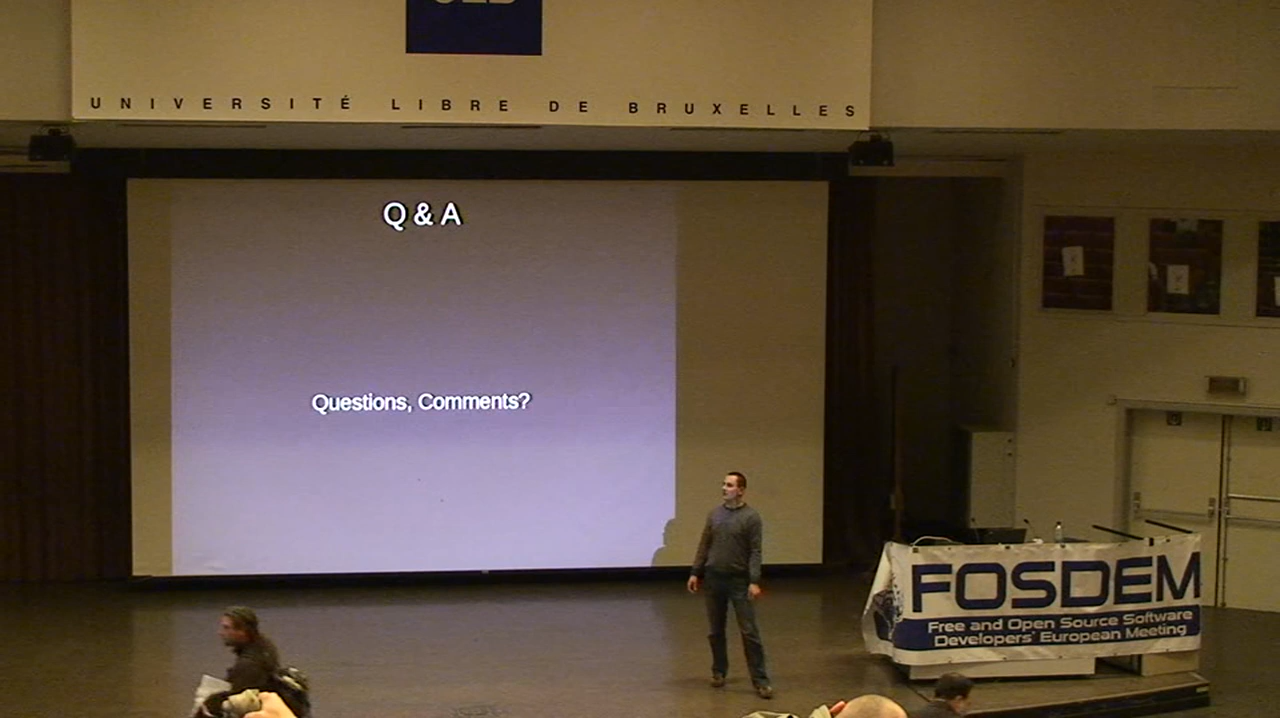 UNIVERSITÉ LIBRE DE BRUXELLES
Q & A
Questions, Comments?
FOSDEM
Free and Open Source Software
Developers' European Meeting